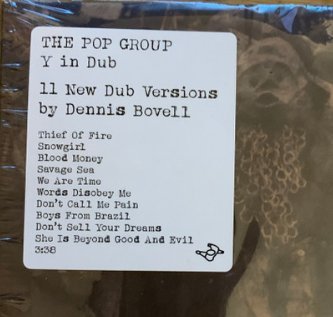 THE POP GROUP
Y in Dub
11 New Dub Versions
by Dennis Bovell
Thief Of Fire
Snowgirl
Blood Money
Savage Sea
We Are Time
Words Disobey Me
Don't Call Me Pain
Boys From Brazil
Don't Sell Your Dreams
She Is Beyond Good And Evil
3:38